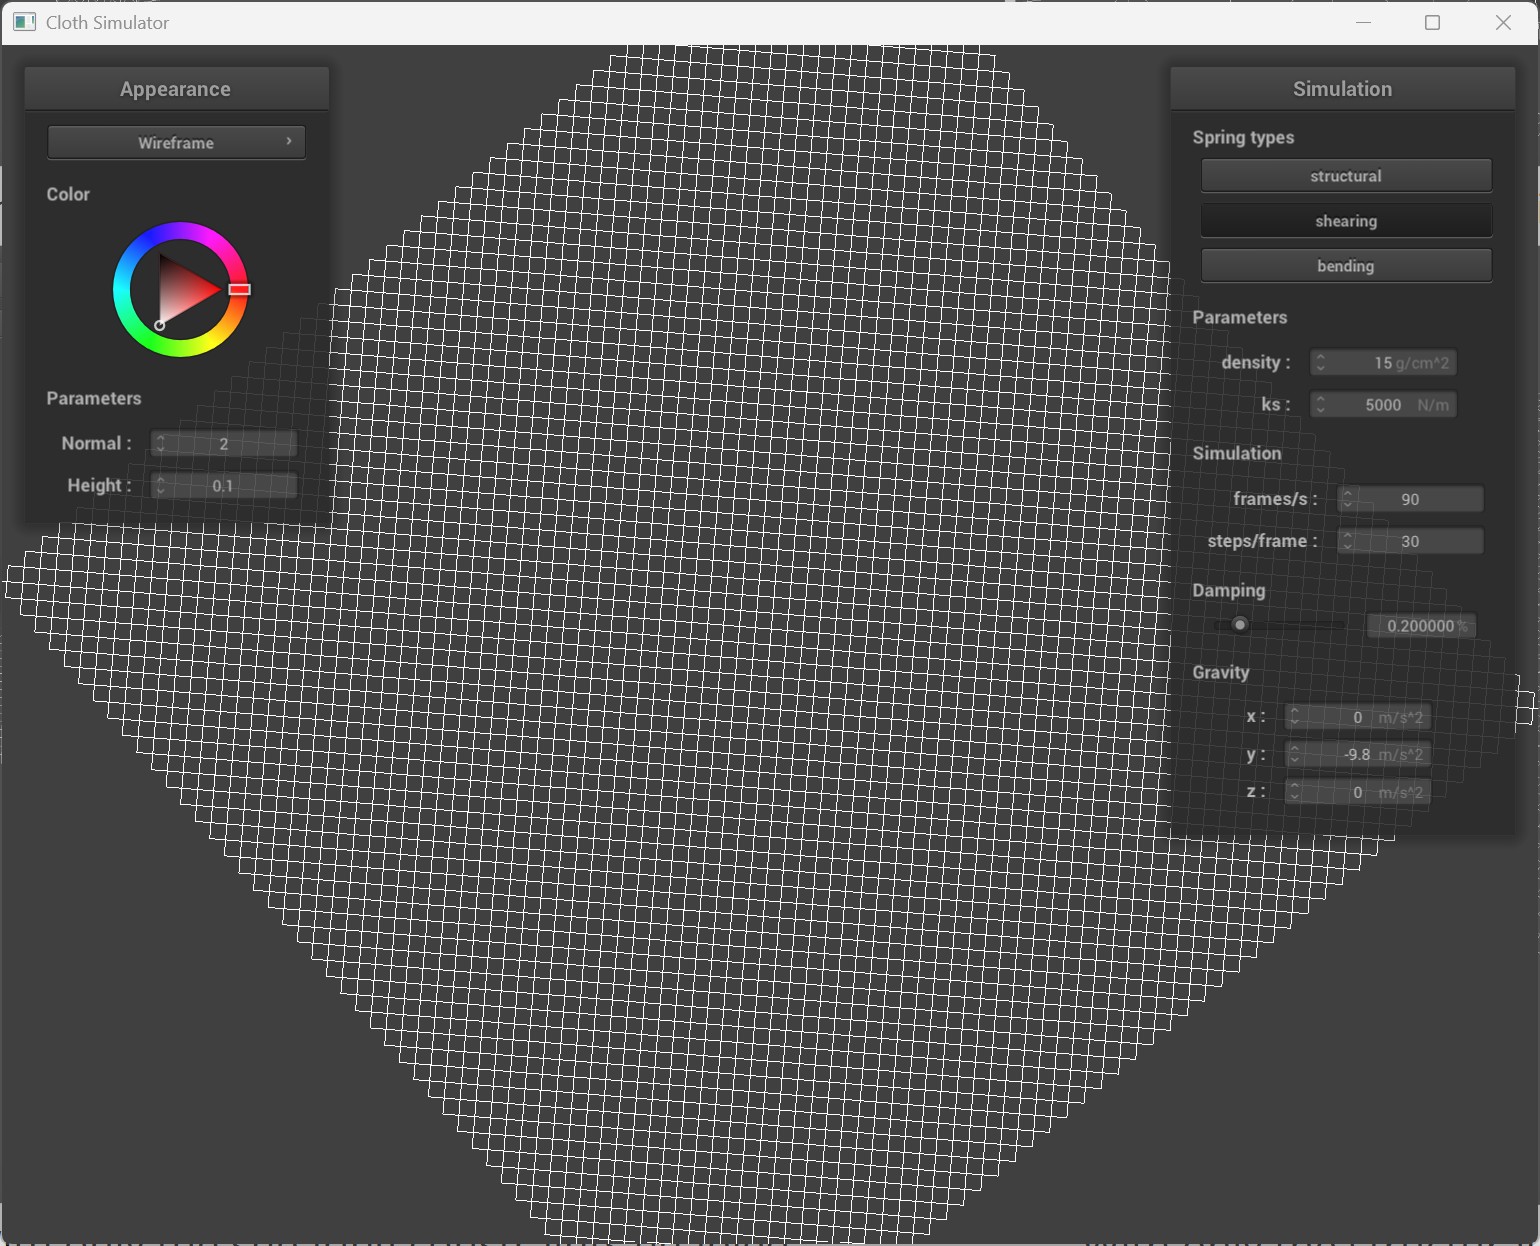 Cloth Simulator
Appearance
Wireframe
Color
Parameters
Normal : 2
Height : 0.1
Simulation
Spring types
structural
shearing
bending
Parameters
density : 15 g/cm^2
ks : 5000 N/m
Simulation
frames/s : 90
steps/frame : 30
Damping
0.200000 %
Gravity
x : 0 m/s^2
y : -9.8 m/s^2
z : 0 m/s^2